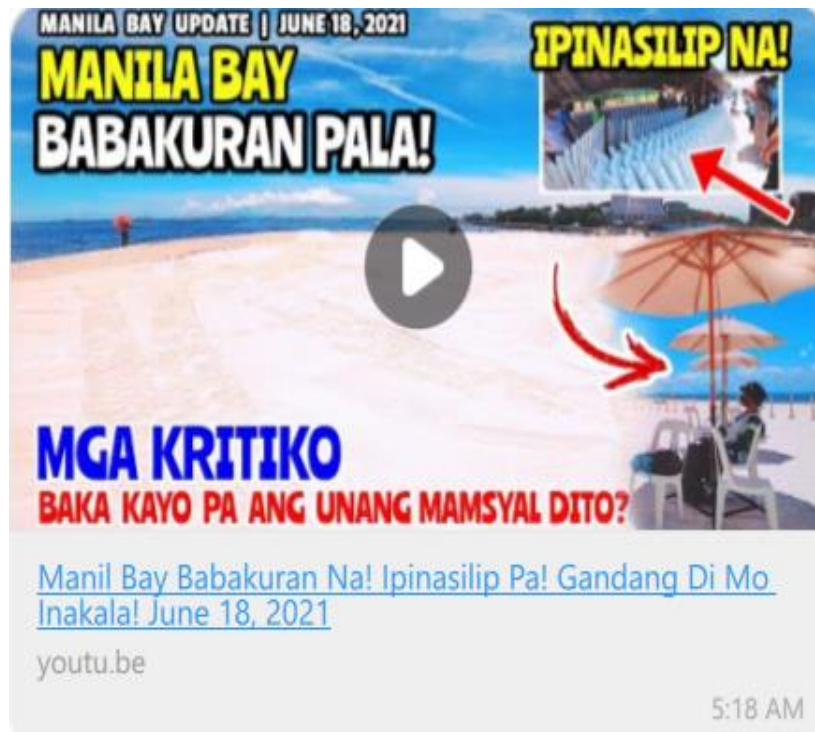 MANILA BAY UPDATE | JUNE 18, 2021
MANILA BAY
BABAKURAN PALA!
IPINASILIP NA!
MGA KRITIKO
BAKA KAYO PA ANG UNANG MAMSYAL DITO?
Manil Bay Babakuran Na! Ipinasilip Pa! Gandang Di Mo
Inakala! June 18, 2021
youtu.be
5:18 AM